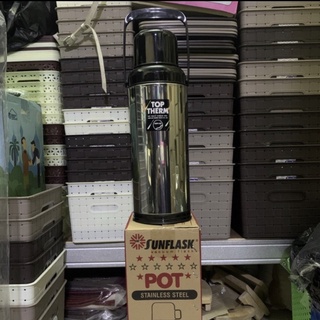 TOP
THERM
SUNFLASK
POT
STAINLESS STEEL